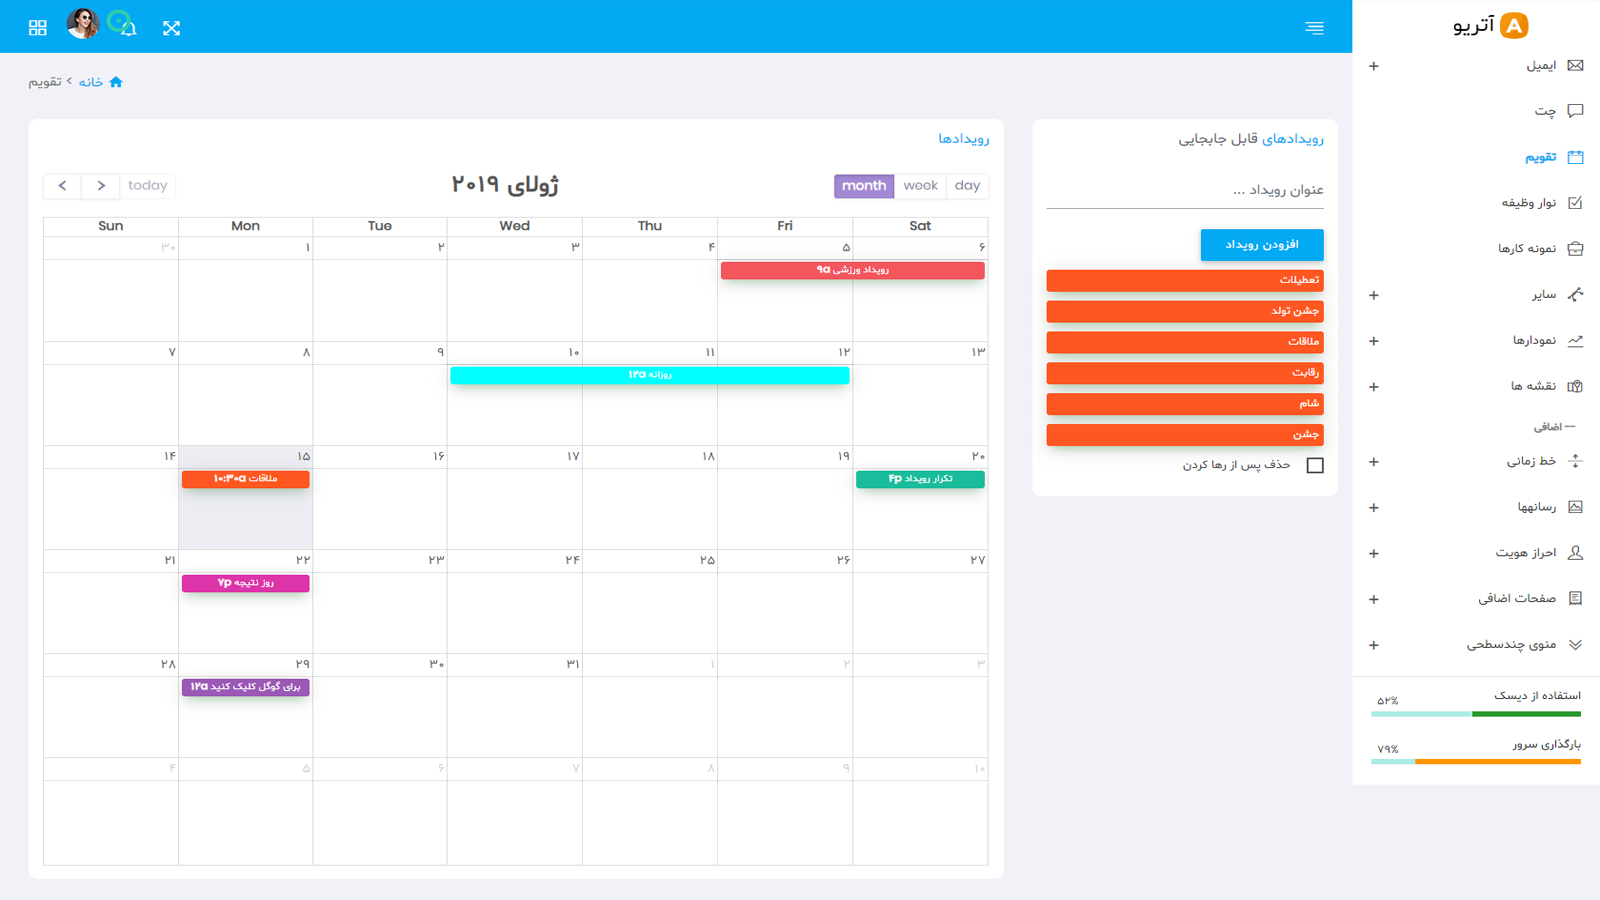 آتریو
ایمیل
چت
تقویم
نوار وظیفه
نمونه کارها
سایر
نمودارها
نقشه ها
-- اضافی
خط زمانی
رسانهها
احراز هویت
صفحات اضافی
منوی چندسطحی
استفاده از دیسک
۵۲%
بارگذاری سرور
۷۹%
خانه > تقویم
رویدادهای قابل جابجایی
عنوان رویداد ...
افزودن رویداد
تعطیلات
جشن تولد
ملاقات
رقابت
شام
جشن
حذف پس از رها کردن
رویدادها
today
ژولای ۲۰۱۹
month week day
Sun Mon Tue Wed Thu Fri Sat
۳۰ ۱ ۲ ۳ ۴ ۵ ۶
رویداد ورزشی ۹a
۷ ۸ ۹ ۱۰ ۱۱ ۱۲ ۱۳
روزانه ۱۲a
۱۴ ۱۵ ۱۶ ۱۷ ۱۸ ۱۹ ۲۰
ملاقات ۱۰:۳۰a
تکرار رویداد ۴p
۲۱ ۲۲ ۲۳ ۲۴ ۲۵ ۲۶ ۲۷
روز نتیجه ۷p
۲۸ ۲۹ ۳۰ ۳۱ ۱ ۲ ۳
برای گوگل کلیک کنید ۱۲a
۴ ۵ ۶ ۷ ۸ ۹ ۱۰